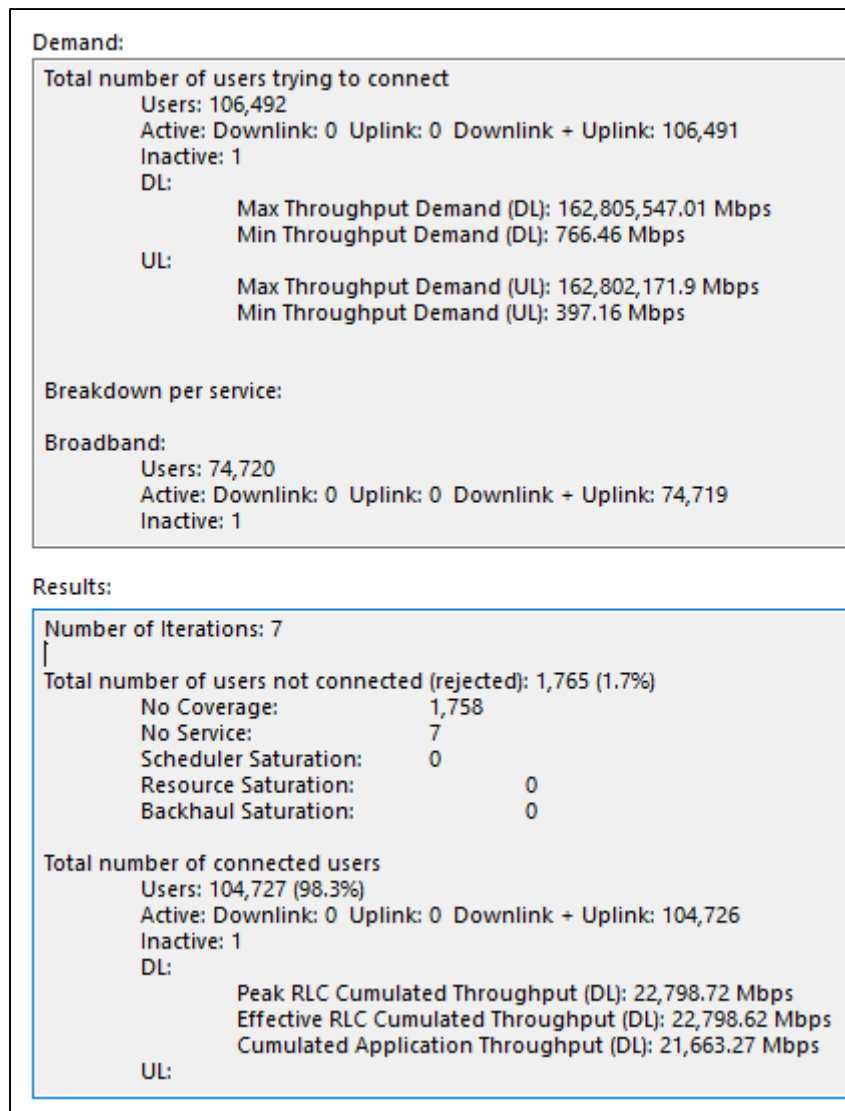 Demand:
Total number of users trying to connect
Users: 106,492
Active: Downlink: 0 Uplink: 0 Downlink + Uplink: 106,491
Inactive: 1
DL:
Max Throughput Demand (DL): 162,805,547.01 Mbps
Min Throughput Demand (DL): 766.46 Mbps
UL:
Max Throughput Demand (UL): 162,802,171.9 Mbps
Min Throughput Demand (UL): 397.16 Mbps
Breakdown per service:
Broadband:
Users: 74,720
Active: Downlink: 0 Uplink: 0 Downlink + Uplink: 74,719
Inactive: 1
Results:
Number of Iterations: 7
Total number of users not connected (rejected): 1,765 (1.7%)
No Coverage: 1,758
No Service: 7
Scheduler Saturation: 0
Resource Saturation: 0
Backhaul Saturation: 0
Total number of connected users
Users: 104,727 (98.3%)
Active: Downlink: 0 Uplink: 0 Downlink + Uplink: 104,726
Inactive: 1
DL:
Peak RLC Cumulated Throughput (DL): 22,798.72 Mbps
Effective RLC Cumulated Throughput (DL): 22,798.62 Mbps
Cumulated Application Throughput (DL): 21,663.27 Mbps
UL: